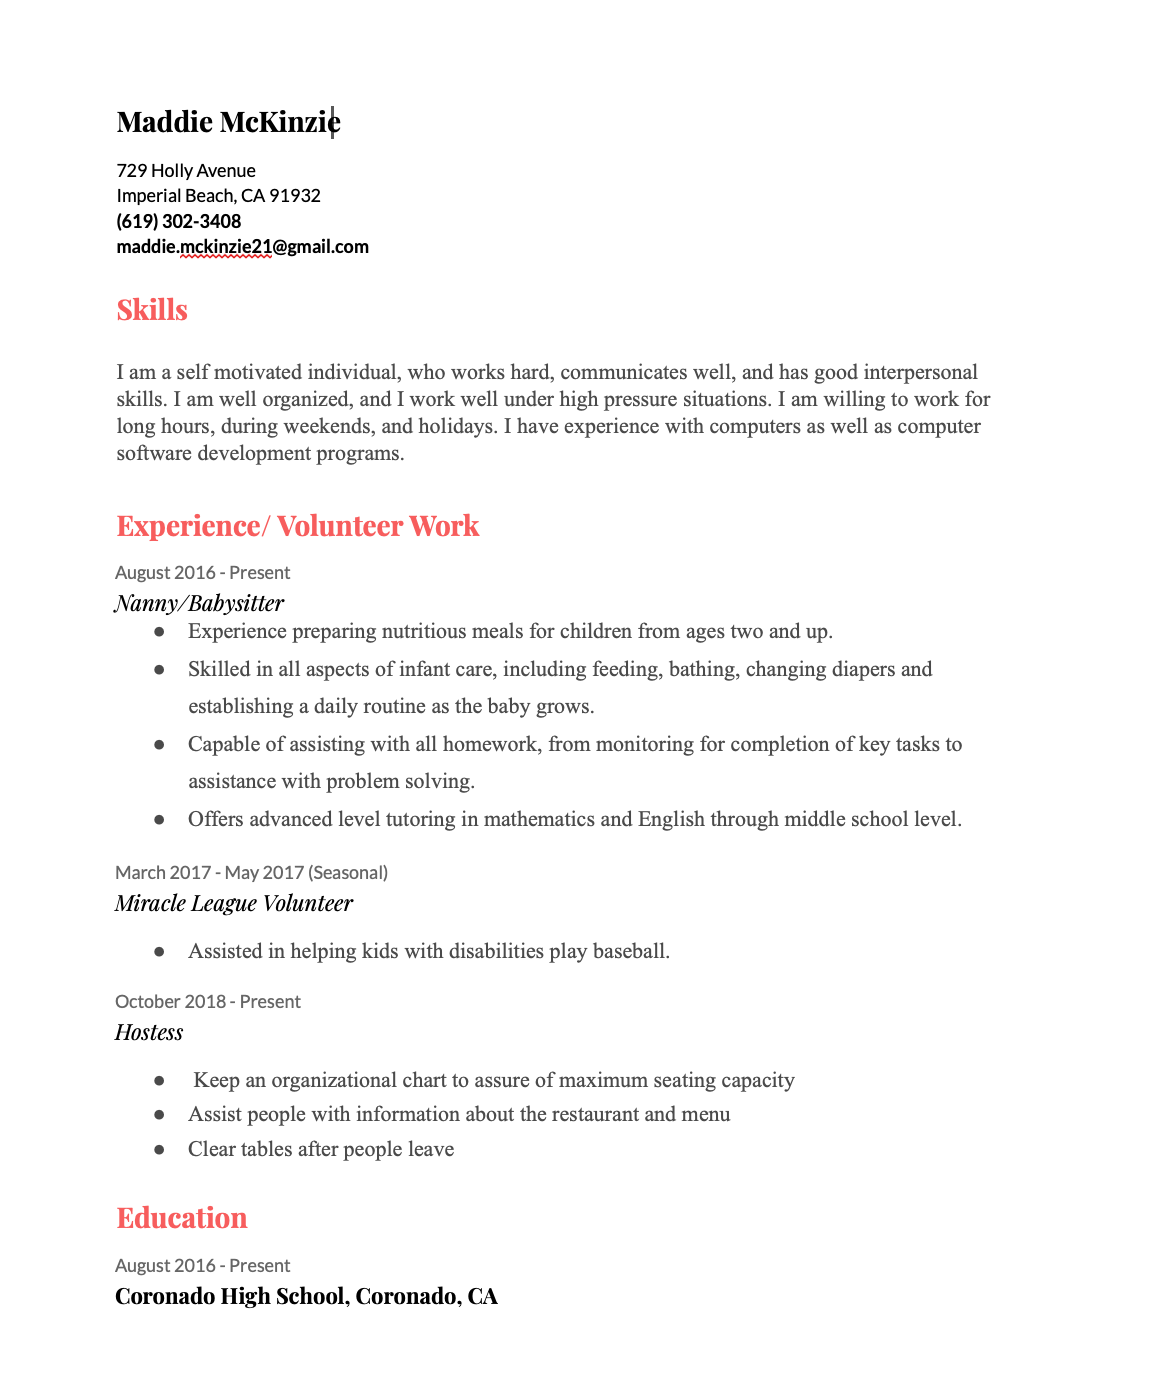 Maddie McKinzie
729 Holly Avenue
Imperial Beach, CA 91932
(619) 302-3408
maddie.mckinzie21@gmail.com
Skills
I am a self motivated individual, who works hard, communicates well, and has good interpersonal
skills. I am well organized, and I work well under high pressure situations. I am willing to work for
long hours, during weekends, and holidays. I have experience with computers as well as computer
software development programs.
Experience/ Volunteer Work
August 2016 - Present
Nanny/Babysitter
● Experience preparing nutritious meals for children from ages two and up.
● Skilled in all aspects of infant care, including feeding, bathing, changing diapers and
establishing a daily routine as the baby grows.
● Capable of assisting with all homework, from monitoring for completion of key tasks to
assistance with problem solving.
● Offers advanced level tutoring in mathematics and English through middle school level.
March 2017 - May 2017 (Seasonal)
Miracle League Volunteer
● Assisted in helping kids with disabilities play baseball.
October 2018 - Present
Hostess
● Keep an organizational chart to assure of maximum seating capacity
● Assist people with information about the restaurant and menu
● Clear tables after people leave
Education
August 2016 - Present
Coronado High School, Coronado, CA